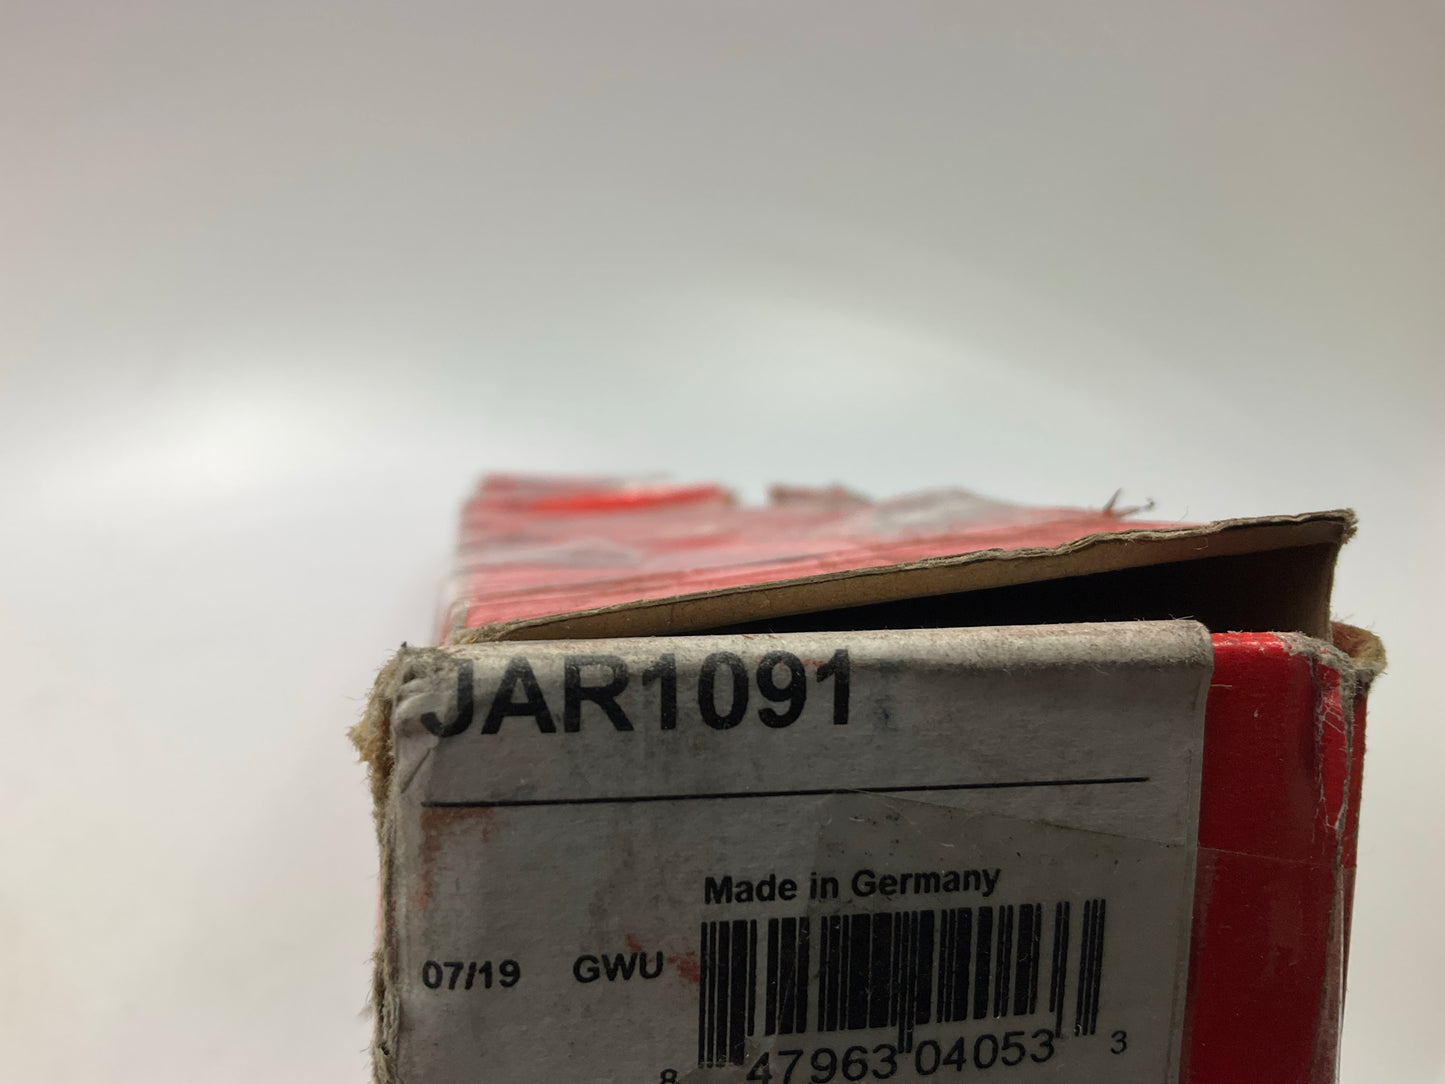 JAR1091
Made in Germany
07/19 GWU
8 47963 04053 3